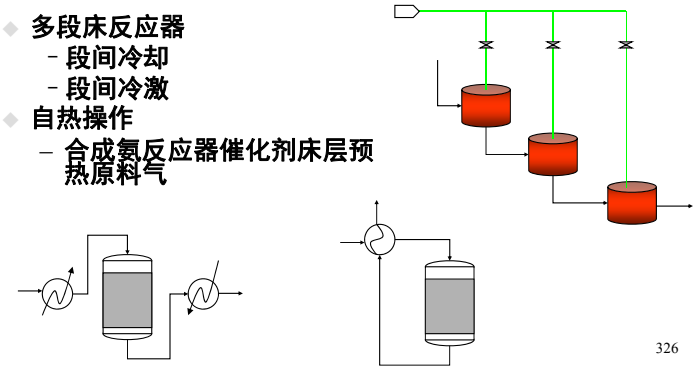 多段床反应器
- 段间冷却
- 段间冷激
自热操作
– 合成氨反应器催化剂床层预
热原料气
326